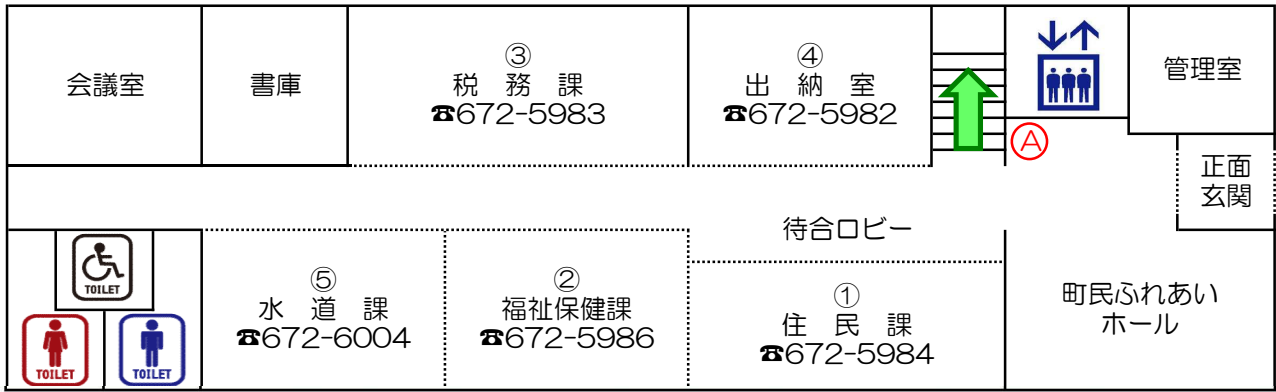 会議室
書庫
③
税務課
☎672-5983
④
出納室
☎672-5982
管理室
Ⓐ
正面
玄関
待合ロビー
TOILET
TOILET
TOILET
⑤
水道課
☎672-6004
②
福祉保健課
☎672-5986
①
住民課
☎672-5984
町民ふれあい
ホール